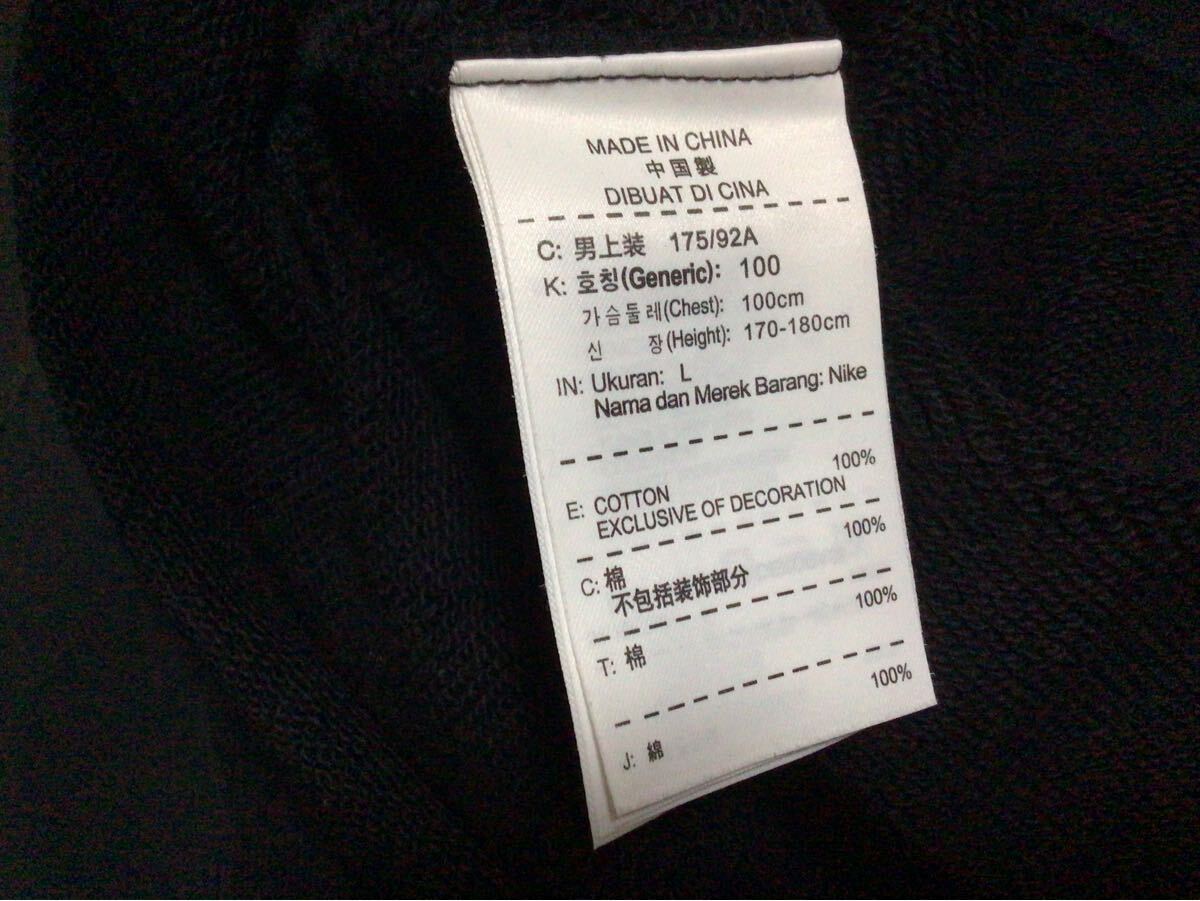 MADE IN CHINA
中国製
DIBUAT DI CINA
C: 男上装 175/92A
K: 호칭(Generic): 100
가슴둘레(Chest): 100cm
신 장(Height): 170-180cm
IN: Ukuran: L
Nama dan Merek Barang: Nike
100%
E: COTTON
EXCLUSIVE OF DECORATION
100%
C: 棉
不包括装饰部分
100%
T: 棉
100%
J: 綿